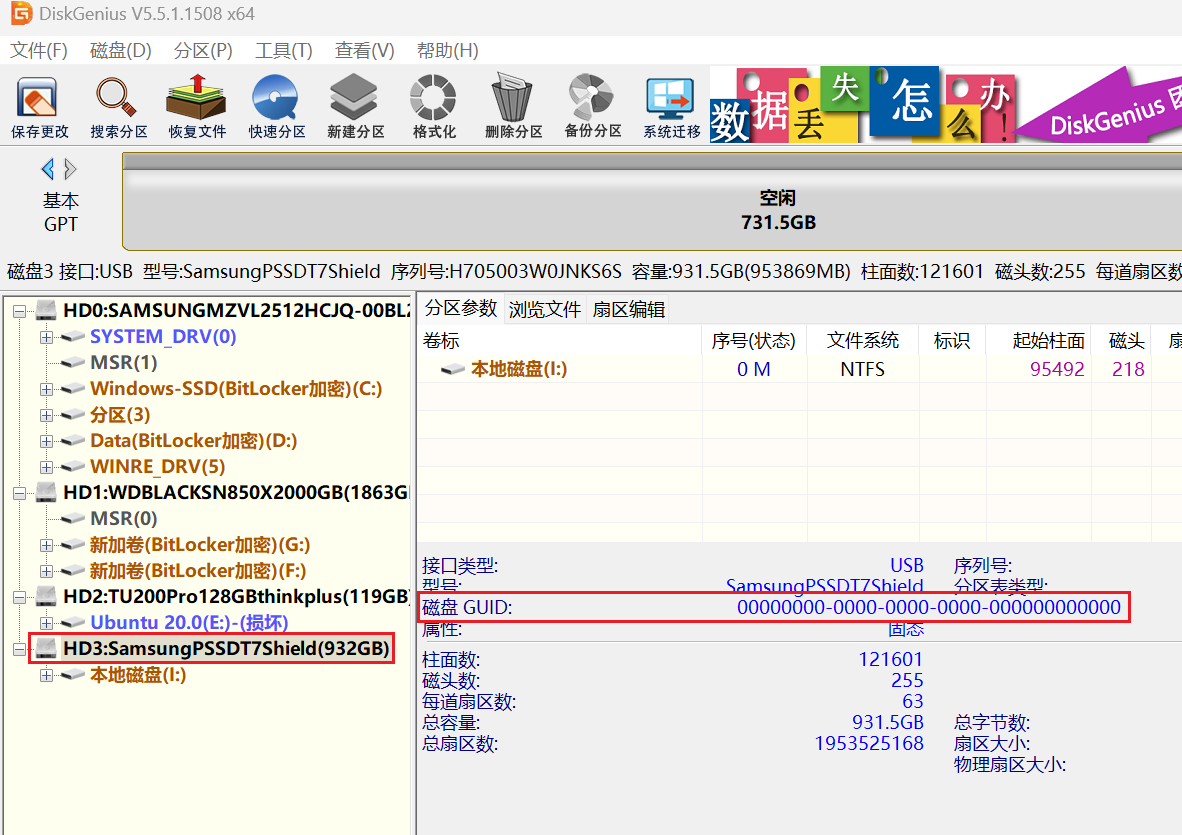 DiskGenius V5.5.1.1508 x64
文件(F) 磁盘(D) 分区(P) 工具(T) 查看(V) 帮助(H)
保存更改 搜索分区 恢复文件 快速分区 新建分区 格式化 删除分区 备份分区 系统迁移
数据丢失怎么办!
DiskGenius 团
基本
GPT
空闲
731.5GB
磁盘3 接口:USB 型号:SamsungPSSDT7Shield 序列号:H705003W0JNKS6S 容量:931.5GB(953869MB) 柱面数:121601 磁头数:255 每道扇区数
HD0:SAMSUNGMZVL2512HCJQ-00BL2
SYSTEM_DRV(0)
MSR(1)
Windows-SSD(BitLocker加密)(C:)
分区(3)
Data(BitLocker加密)(D:)
WINRE_DRV(5)
HD1:WDBLACKSN850X2000GB(1863GB
MSR(0)
新加卷(BitLocker加密)(G:)
新加卷(BitLocker加密)(F:)
HD2:TU200Pro128GBthinkplus(119GB)
Ubuntu 20.0(E:)-(损坏)
HD3:SamsungPSSDT7Shield(932GB)
本地磁盘(I:)
分区参数 浏览文件 扇区编辑
卷标 序号(状态) 文件系统 标识 起始柱面 磁头 扇
本地磁盘(I:) 0 M NTFS 95492 218
接口类型: USB 序列号:
型号: SamsungPSSDT7Shield 分区表类型:
磁盘 GUID: 00000000-0000-0000-0000-000000000000
属性: 固态
柱面数: 121601
磁头数: 255
每道扇区数: 63
总容量: 931.5GB 总字节数:
总扇区数: 1953525168 扇区大小:
物理扇区大小: